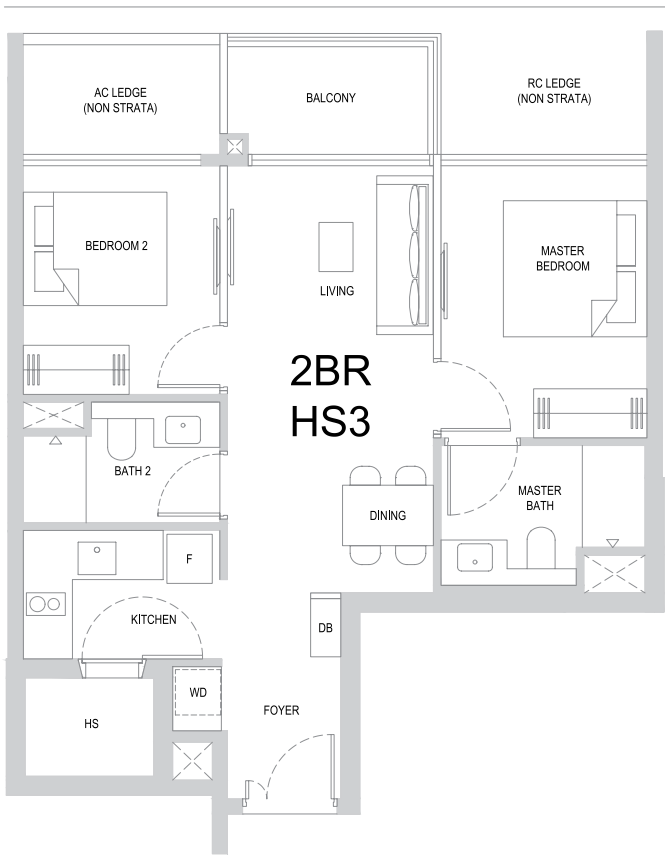 AC LEDGE
(NON STRATA)
BALCONY
RC LEDGE
(NON STRATA)
BEDROOM 2
LIVING
MASTER
BEDROOM
2BR
HS3
BATH 2
DINING
MASTER
BATH
F
KITCHEN
DB
HS
WD
FOYER